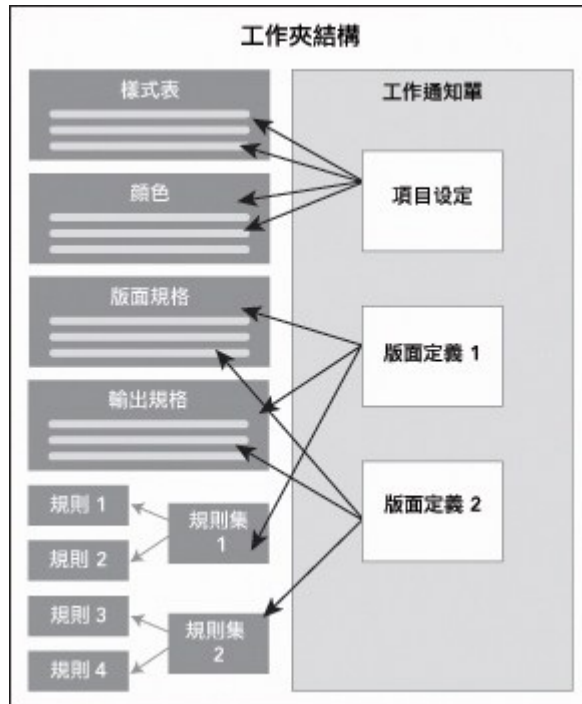 工作夾結構
樣式表
顏色
版面規格
輸出規格
規則 1
規則 2
規則集
1
規則 3
規則 4
規則集
2
工作通知單
項目设定
版面定義 1
版面定義 2